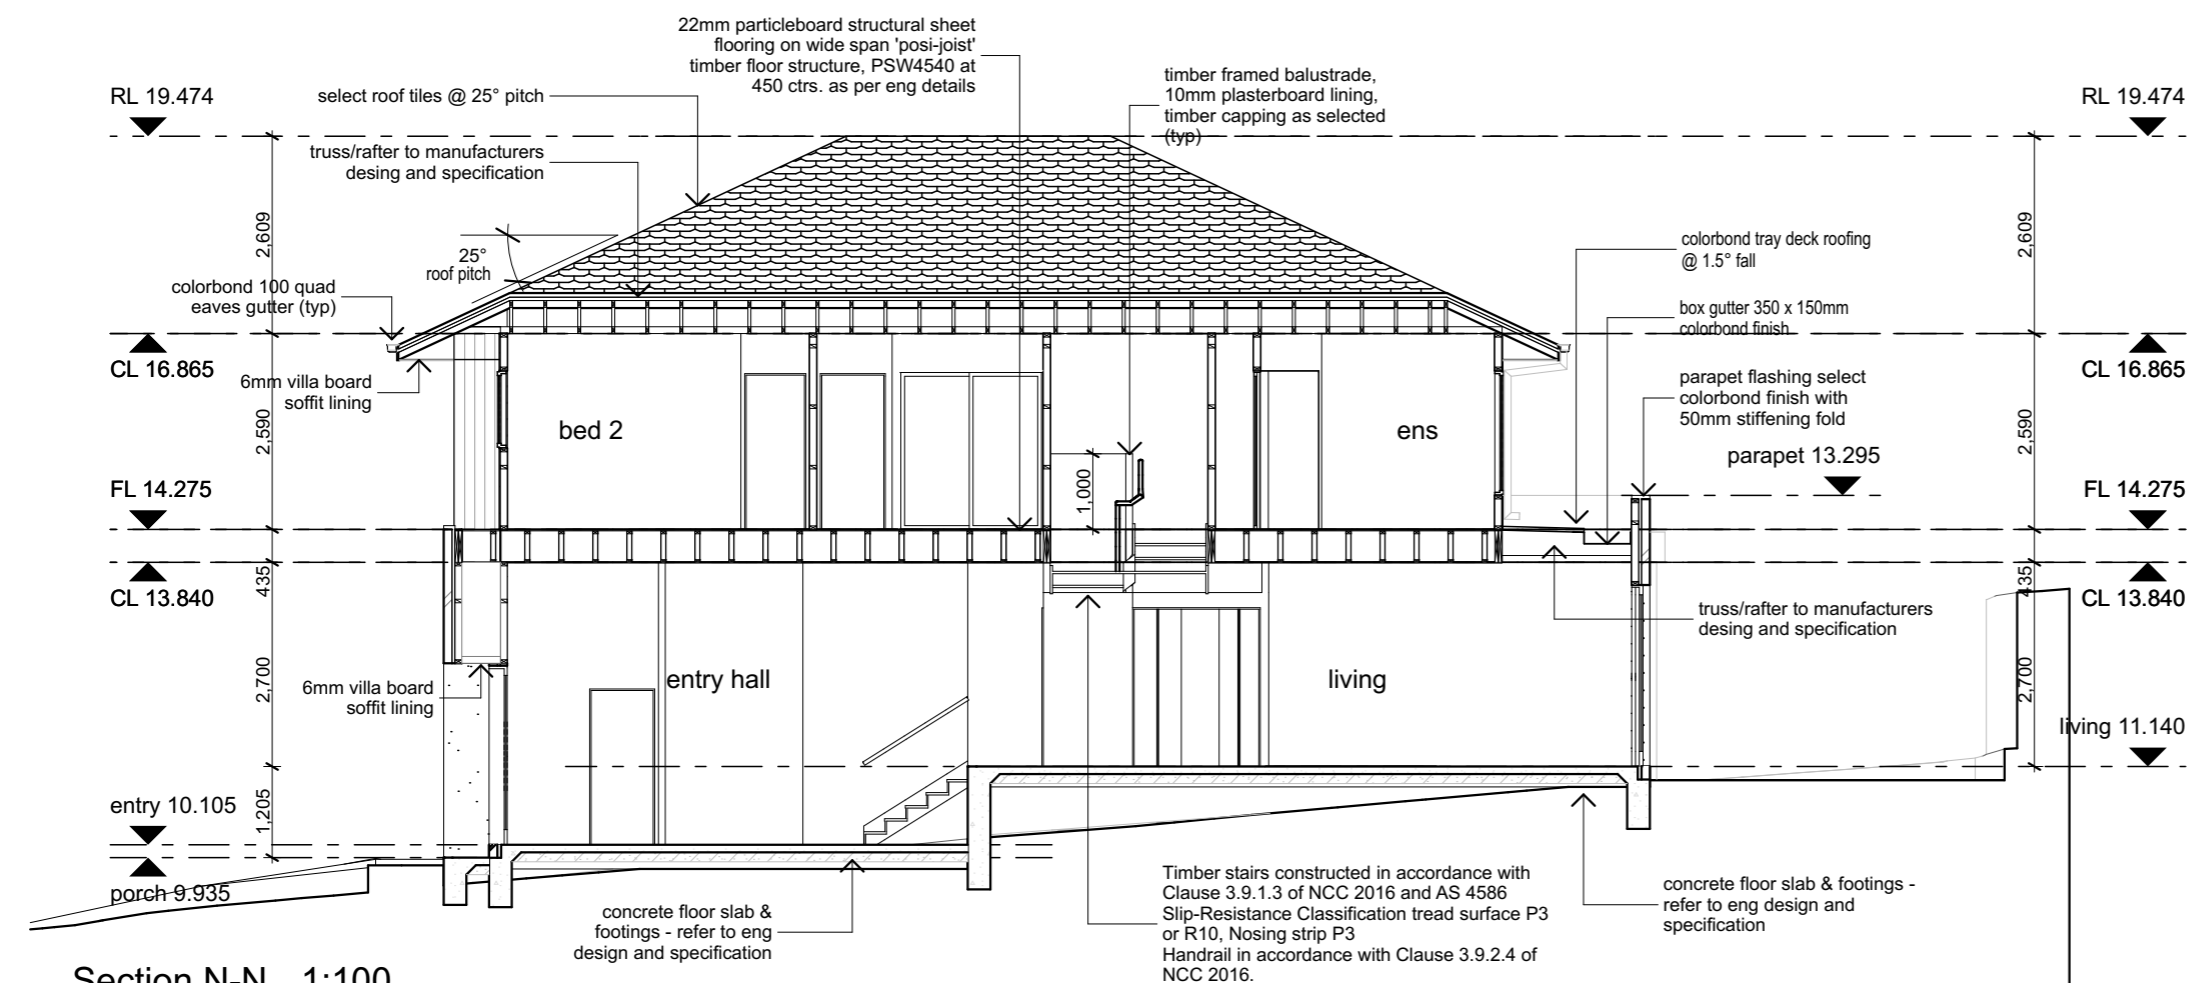 22mm particleboard structural sheet
flooring on wide span 'posi-joist'
timber floor structure, PSW4540 at
450 ctrs. as per eng details
timber framed balustrade,
10mm plasterboard lining,
timber capping as selected
(typ)
RL 19.474
select roof tiles @ 25° pitch
RL 19.474
truss/rafter to manufacturers
desing and specification
2,609
2,609
25°
roof pitch
colorbond tray deck roofing
@ 1.5° fall
colorbond 100 quad
eaves gutter (typ)
box gutter 350 x 150mm
colorbond finish
CL 16.865
CL 16.865
6mm villa board
soffit lining
parapet flashing select
colorbond finish with
50mm stiffening fold
2,590
bed 2
ens
2,590
parapet 13.295
FL 14.275
1,000
FL 14.275
435
435
CL 13.840
CL 13.840
truss/rafter to manufacturers
desing and specification
2,700
entry hall
living
2,700
6mm villa board
soffit lining
living 11.140
entry 10.105
1,205
porch 9.935
concrete floor slab &
footings - refer to eng
design and specification
Timber stairs constructed in accordance with
Clause 3.9.1.3 of NCC 2016 and AS 4586
Slip-Resistance Classification tread surface P3
or R10, Nosing strip P3
Handrail in accordance with Clause 3.9.2.4 of
NCC 2016.
concrete floor slab & footings -
refer to eng design and
specification
Section N-N 1:100